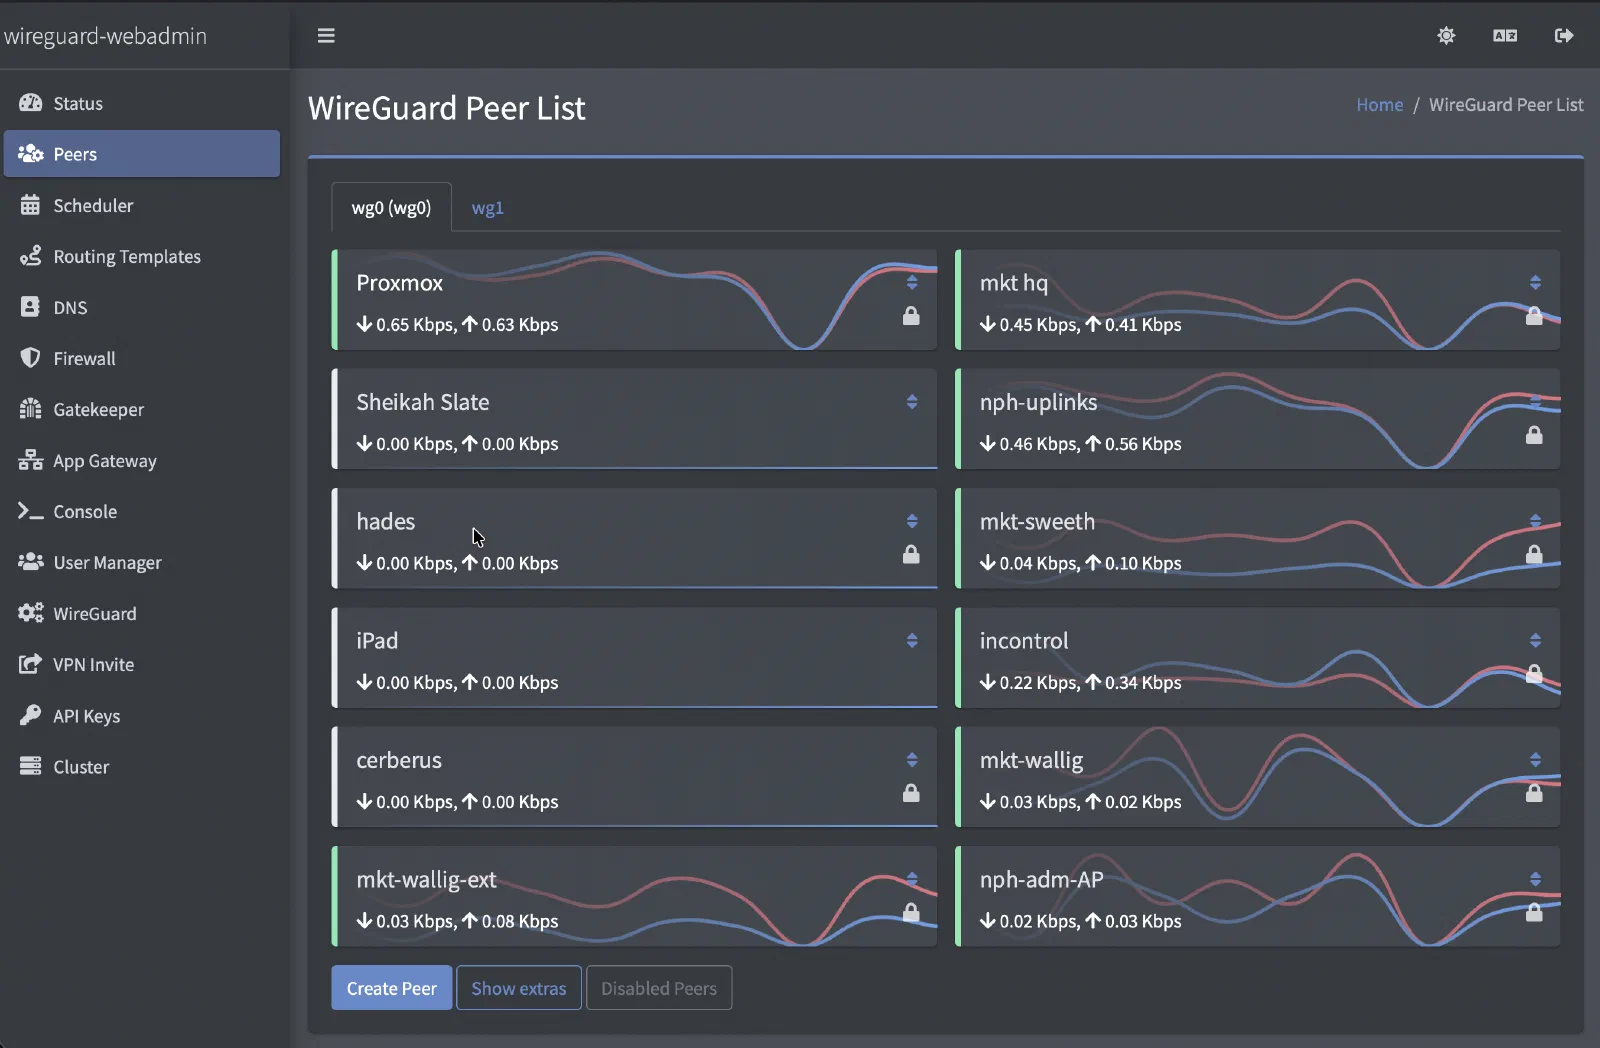 wireguard-webadmin
Status
Peers
Scheduler
Routing Templates
DNS
Firewall
Gatekeeper
App Gateway
Console
User Manager
WireGuard
VPN Invite
API Keys
Cluster
WireGuard Peer List
Home / WireGuard Peer List
wg0 (wg0)
wg1
Proxmox
0.65 Kbps, 0.63 Kbps
mkt hq
0.45 Kbps, 0.41 Kbps
Sheikah Slate
0.00 Kbps, 0.00 Kbps
nph-uplinks
0.46 Kbps, 0.56 Kbps
hades
0.00 Kbps, 0.00 Kbps
mkt-sweeth
0.04 Kbps, 0.10 Kbps
iPad
0.00 Kbps, 0.00 Kbps
incontrol
0.22 Kbps, 0.34 Kbps
cerberus
0.00 Kbps, 0.00 Kbps
mkt-wallig
0.03 Kbps, 0.02 Kbps
mkt-wallig-ext
0.03 Kbps, 0.08 Kbps
nph-adm-AP
0.02 Kbps, 0.03 Kbps
Create Peer
Show extras
Disabled Peers